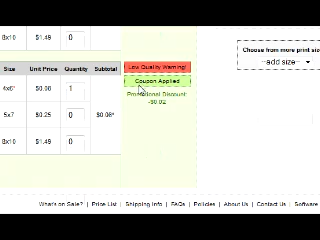 8x10 $1.49 0
Choose from more print size
--add size--
Size Unit Price Quantity Subtotal
Low Quality Warning!
Coupon Applied
4x6* $0.08 1
Promotional Discount:
-$0.02
5x7 $0.25 0 $0.06*
8x10 $1.49 0
What's on Sale? | Price List | Shipping Info | FAQs | Policies | About Us | Contact Us | Software